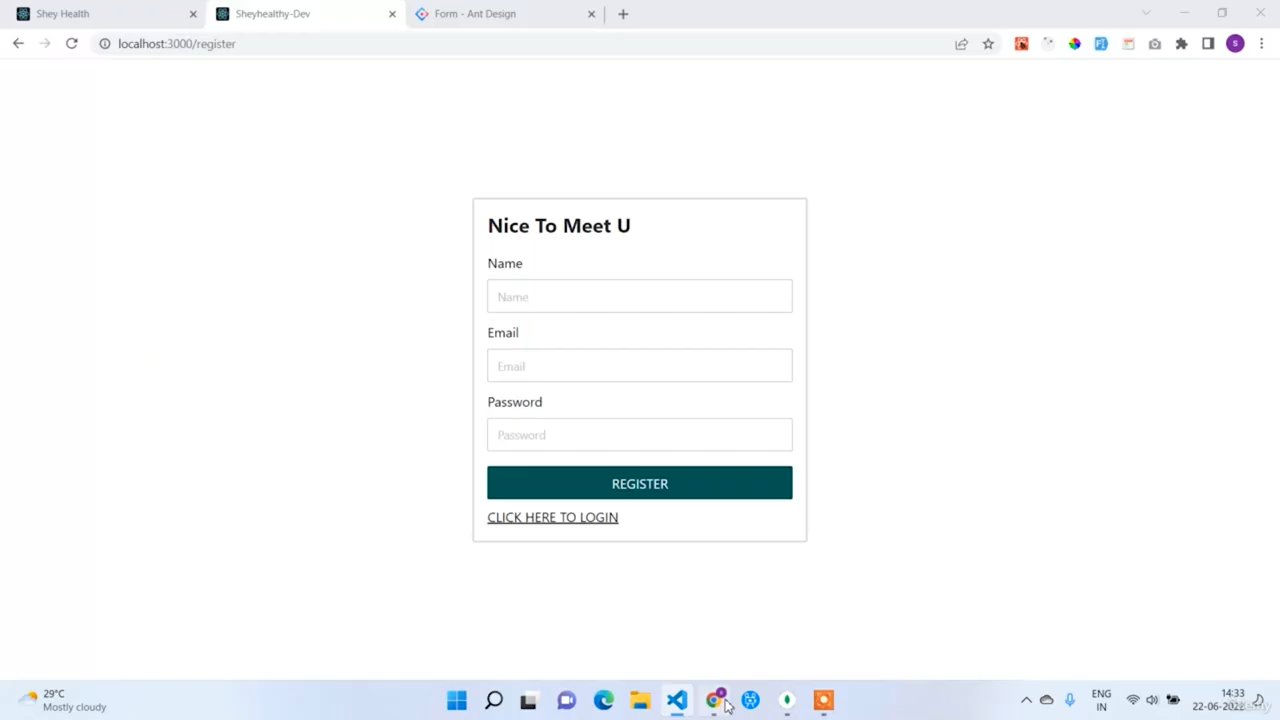 Shey Health
Sheyhealthy-Dev
Form - Ant Design
localhost:3000/register
S
Nice To Meet U
Name
Name
Email
Email
Password
Password
REGISTER
CLICK HERE TO LOGIN
29°C
Mostly cloudy
ENG
IN
14:33
22-06-2022
Udemy